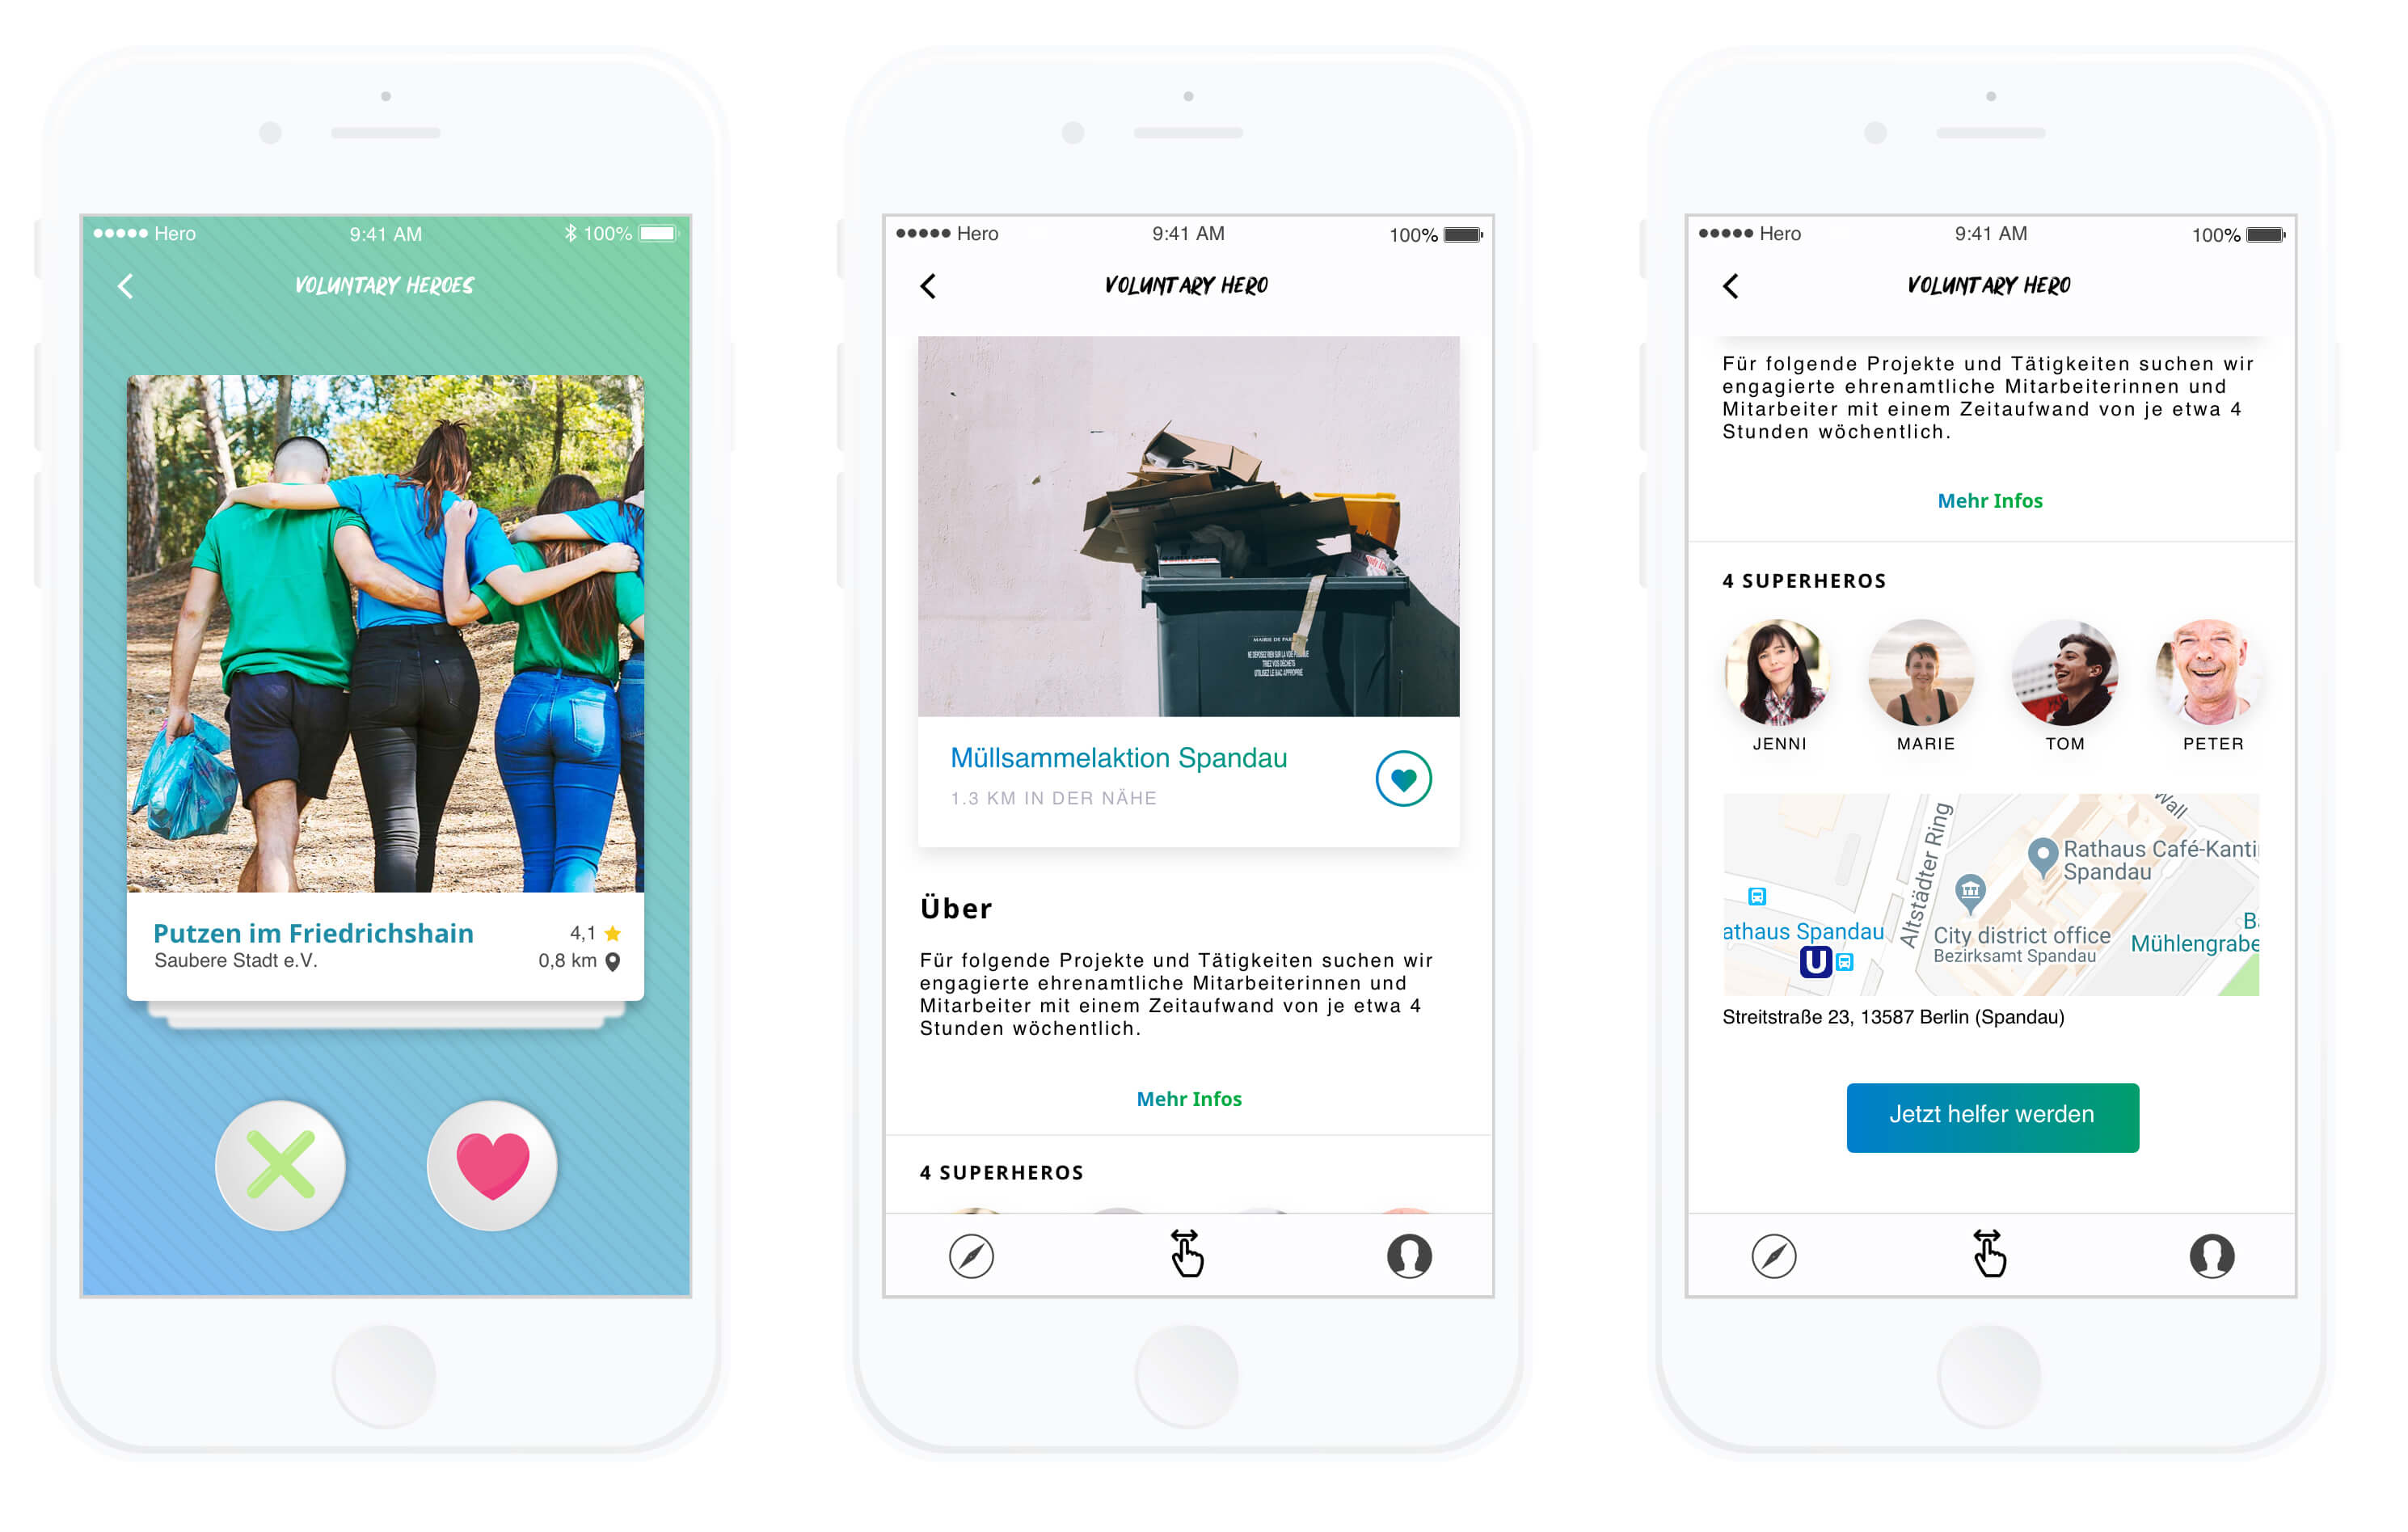 Hero 9:41 AM 100%
VOLUNTARY HEROES
Putzen im Friedrichshain
4,1
Saubere Stadt e.V.
0,8 km
Hero 9:41 AM 100%
VOLUNTARY HERO
TRIEZ VOS DÉCHETS
Müllsammelaktion Spandau
1.3 KM IN DER NÄHE
Über
Für folgende Projekte und Tätigkeiten suchen wir
engagierte ehrenamtliche Mitarbeiterinnen und
Mitarbeiter mit einem Zeitaufwand von je etwa 4
Stunden wöchentlich.
Mehr Infos
4 SUPERHEROS
Hero 9:41 AM 100%
VOLUNTARY HERO
Für folgende Projekte und Tätigkeiten suchen wir
engagierte ehrenamtliche Mitarbeiterinnen und
Mitarbeiter mit einem Zeitaufwand von je etwa 4
Stunden wöchentlich.
Mehr Infos
4 SUPERHEROS
JENNI MARIE TOM PETER
Wall
Altstädter Ring
Rathaus Café-Kanti
Spandau
athaus Spandau
U
City district office
Bezirksamt Spandau
Mühlengrabe
Streitstraße 23, 13587 Berlin (Spandau)
Jetzt helfer werden